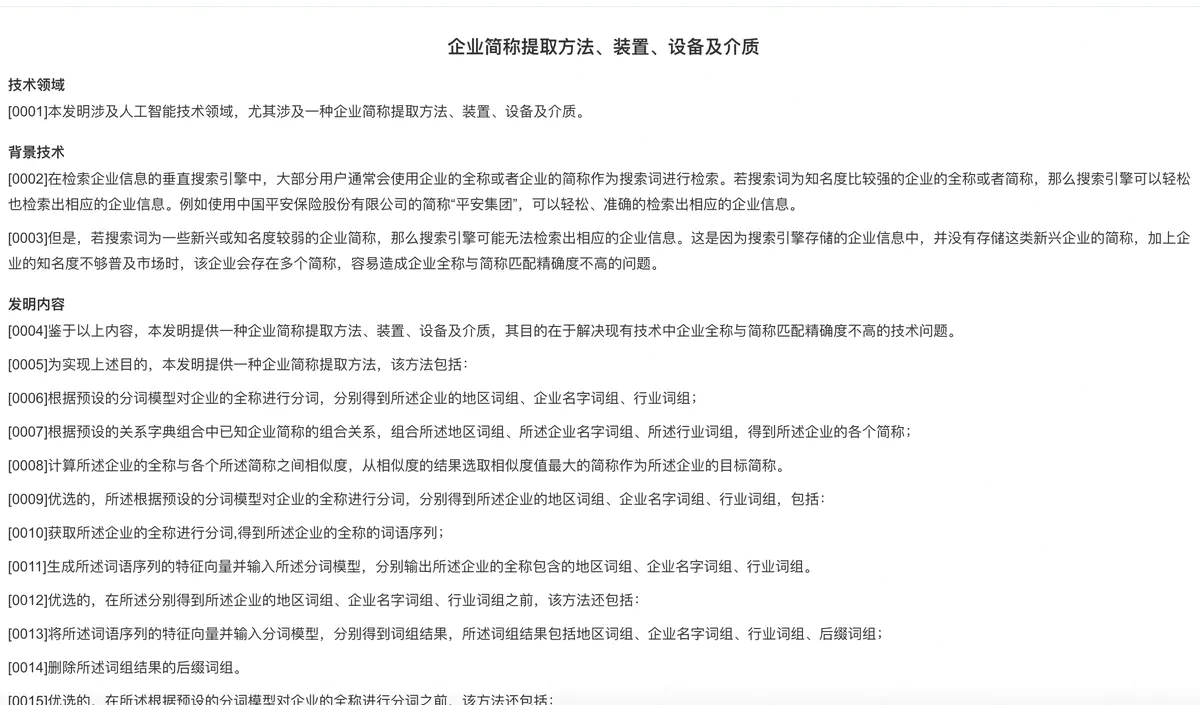 企业简称提取方法、装置、设备及介质
技术领域
[0001]本发明涉及人工智能技术领域，尤其涉及一种企业简称提取方法、装置、设备及介质。
背景技术
[0002]在检索企业信息的垂直搜索引擎中，大部分用户通常会使用企业的全称或者企业的简称作为搜索词进行检索。若搜索词为知名度比较强的企业的全称或者简称，那么搜索引擎可以轻松
也检索出相应的企业信息。例如使用中国平安保险股份有限公司的简称“平安集团”，可以轻松、准确的检索出相应的企业信息。
[0003]但是，若搜索词为一些新兴或知名度较弱的企业简称，那么搜索引擎可能无法检索出相应的企业信息。这是因为搜索引擎存储的企业信息中，并没有存储这类新兴企业的简称，加上企
业的知名度不够普及市场时，该企业会存在多个简称，容易造成企业全称与简称匹配精确度不高的问题。
发明内容
[0004]鉴于以上内容，本发明提供一种企业简称提取方法、装置、设备及介质，其目的在于解决现有技术中企业全称与简称匹配精确度不高的技术问题。
[0005]为实现上述目的，本发明提供一种企业简称提取方法，该方法包括：
[0006]根据预设的分词模型对企业的全称进行分词，分别得到所述企业的地区词组、企业名字词组、行业词组；
[0007]根据预设的关系字典组合中已知企业简称的组合关系，组合所述地区词组、所述企业名字词组、所述行业词组，得到所述企业的各个简称；
[0008]计算所述企业的全称与各个所述简称之间相似度，从相似度的结果选取相似度值最大的简称作为所述企业的目标简称。
[0009]优选的，所述根据预设的分词模型对企业的全称进行分词，分别得到所述企业的地区词组、企业名字词组、行业词组，包括：
[0010]获取所述企业的全称进行分词,得到所述企业的全称的词语序列；
[0011]生成所述词语序列的特征向量并输入所述分词模型，分别输出所述企业的全称包含的地区词组、企业名字词组、行业词组。
[0012]优选的，在所述分别得到所述企业的地区词组、企业名字词组、行业词组之前，该方法还包括：
[0013]将所述词语序列的特征向量并输入分词模型，分别得到词组结果，所述词组结果包括地区词组、企业名字词组、行业词组、后缀词组；
[0014]删除所述词组结果的后缀词组。
[0015]优选的，在所述根据预设的分词模型对企业的全称进行分词之前，该方法还包括：